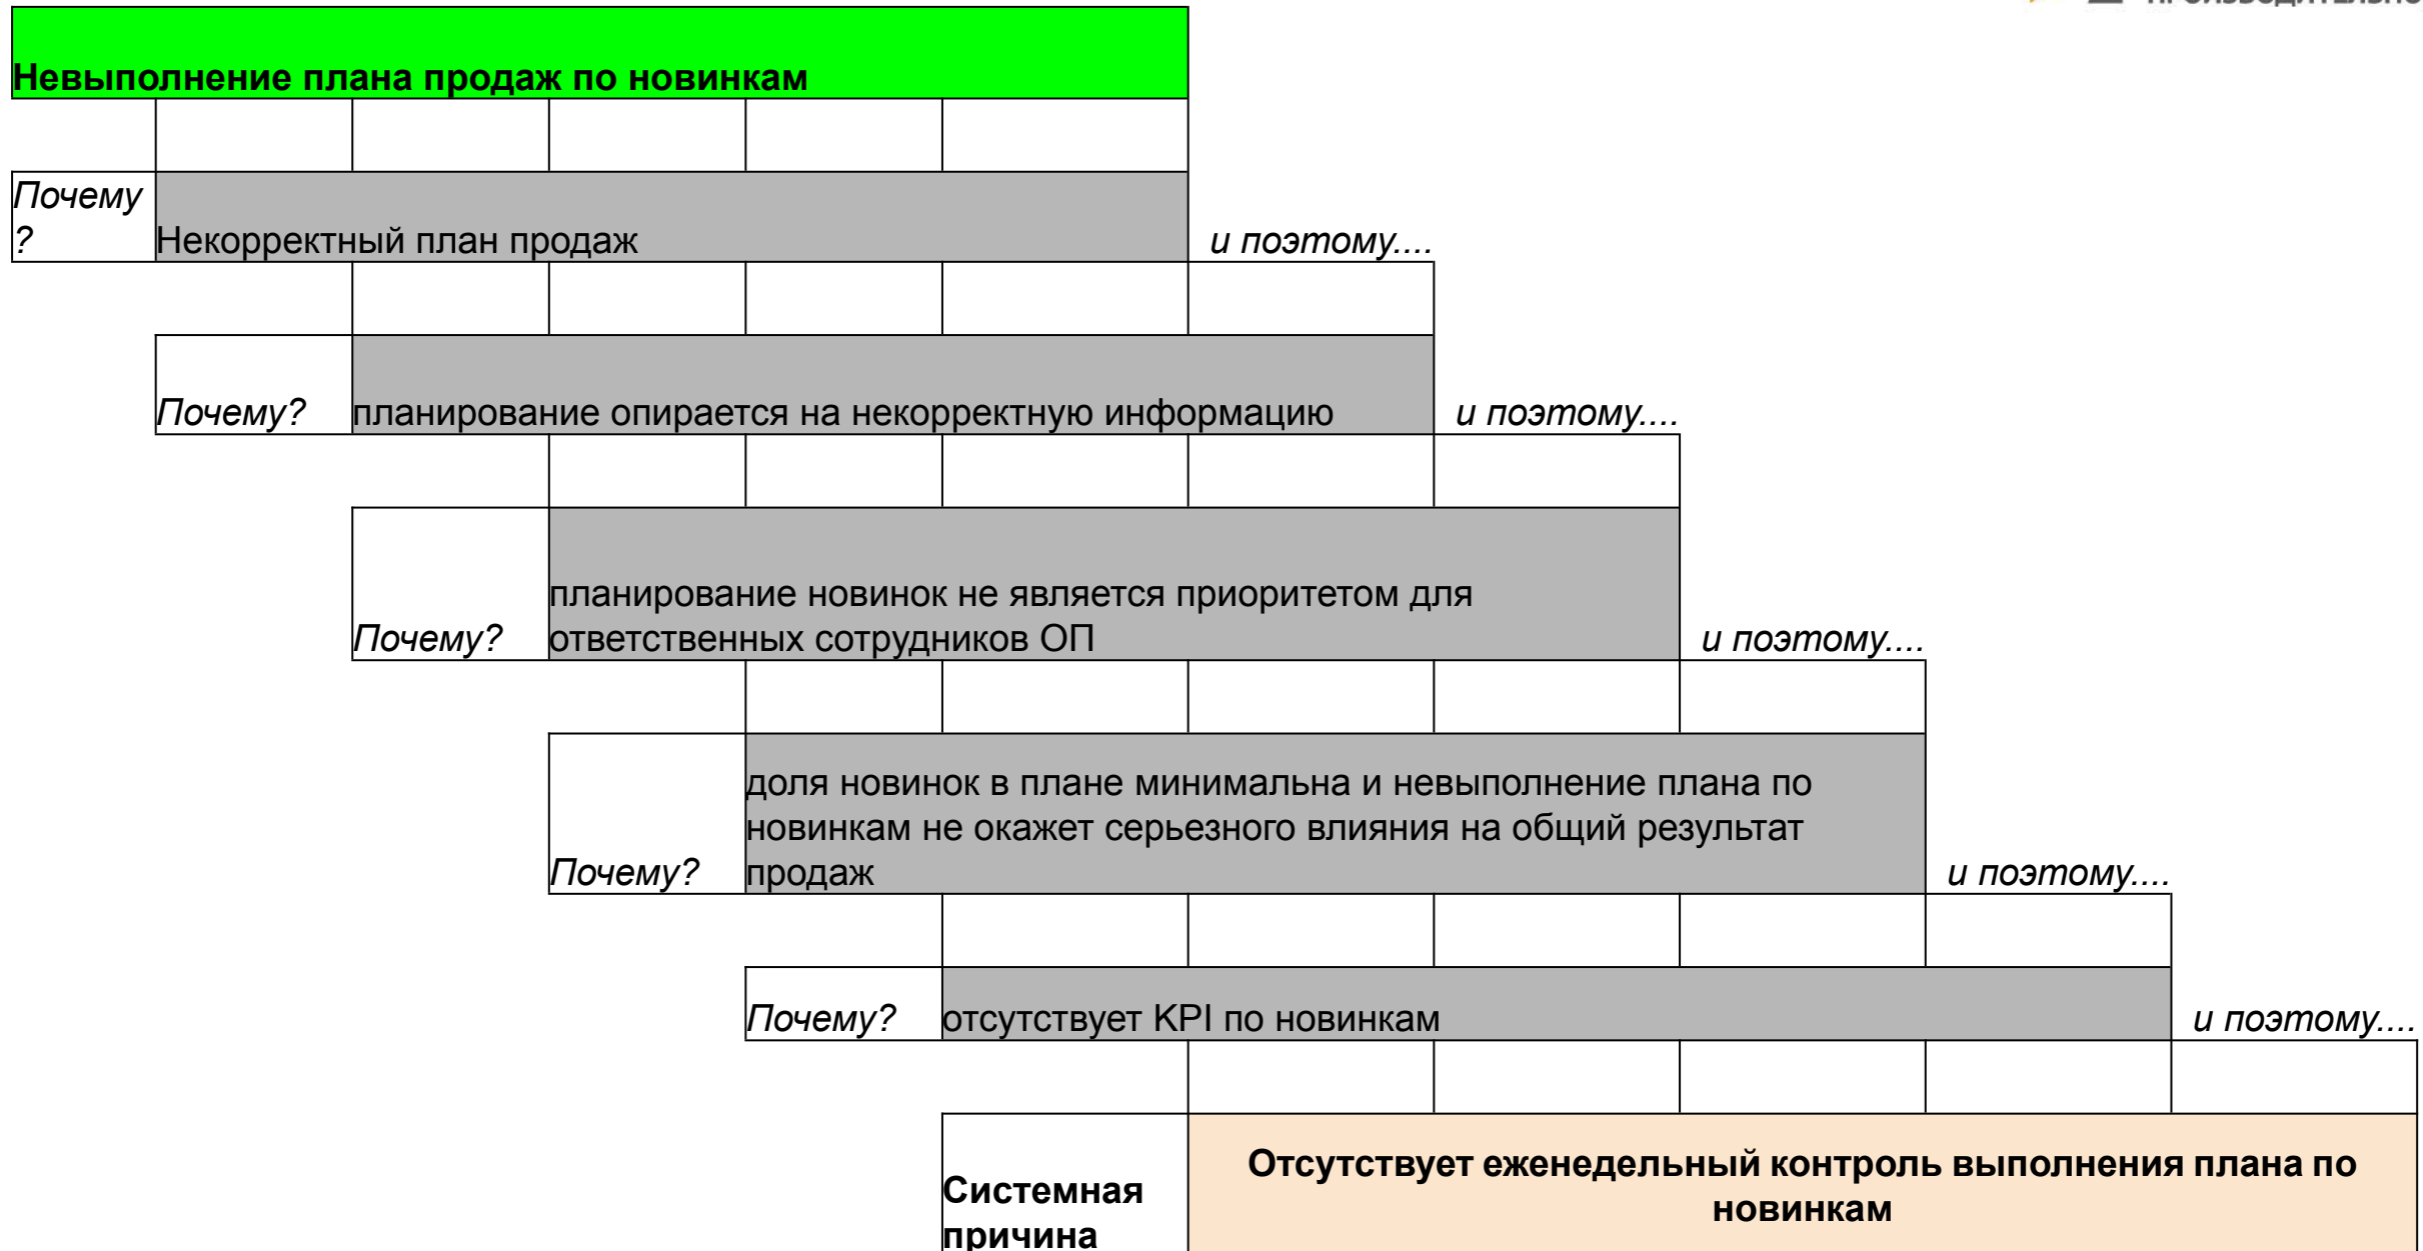 Невыполнение плана продаж по новинкам
Почему
?
Некорректный план продаж
и поэтому....
Почему?
планирование опирается на некорректную информацию
и поэтому....
Почему?
планирование новинок не является приоритетом для
ответственных сотрудников ОП
и поэтому....
Почему?
доля новинок в плане минимальна и невыполнение плана по
новинкам не окажет серьезного влияния на общий результат
продаж
и поэтому....
Почему?
отсутствует KPI по новинкам
и поэтому....
Системная
причина
Отсутствует еженедельный контроль выполнения плана по
новинкам